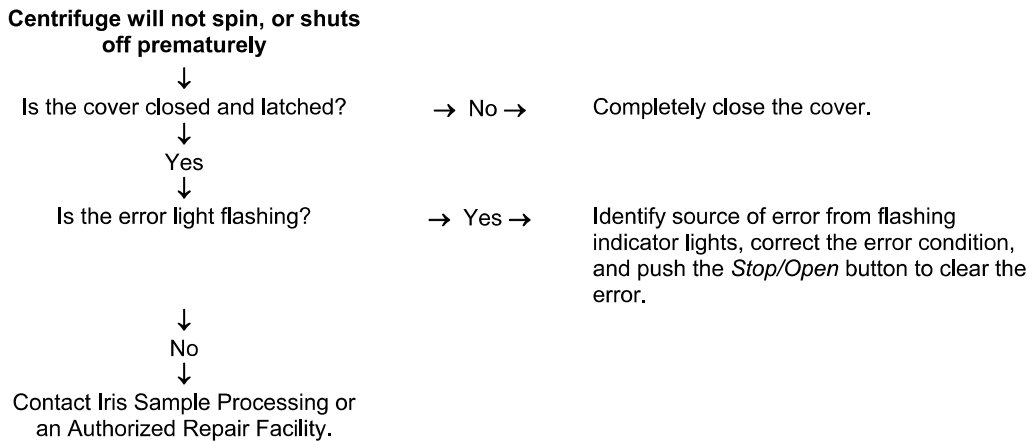 Centrifuge will not spin, or shuts
off prematurely
↓
Is the cover closed and latched? → No → Completely close the cover.
↓
Yes
↓
Is the error light flashing? → Yes → Identify source of error from flashing
indicator lights, correct the error condition,
and push the Stop/Open button to clear the
error.
↓
No
↓
Contact Iris Sample Processing or
an Authorized Repair Facility.